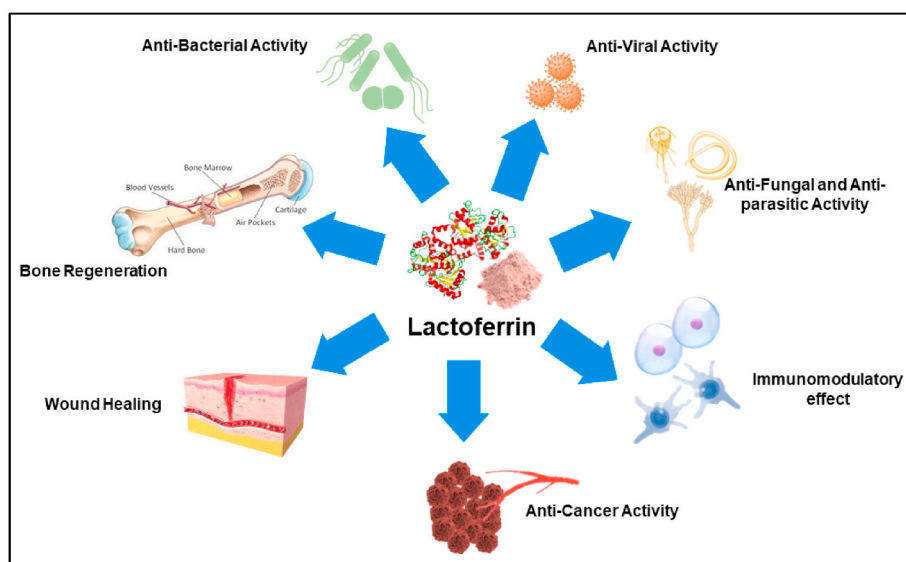 Anti-Bacterial Activity
Anti-Viral Activity
Bone Marrow
Blood Vessels
Air Pockets
Cartilage
Hard Bone
Bone Regeneration
Anti-Fungal and Anti-
parasitic Activity
Lactoferrin
Wound Healing
Immunomodulatory
effect
Anti-Cancer Activity